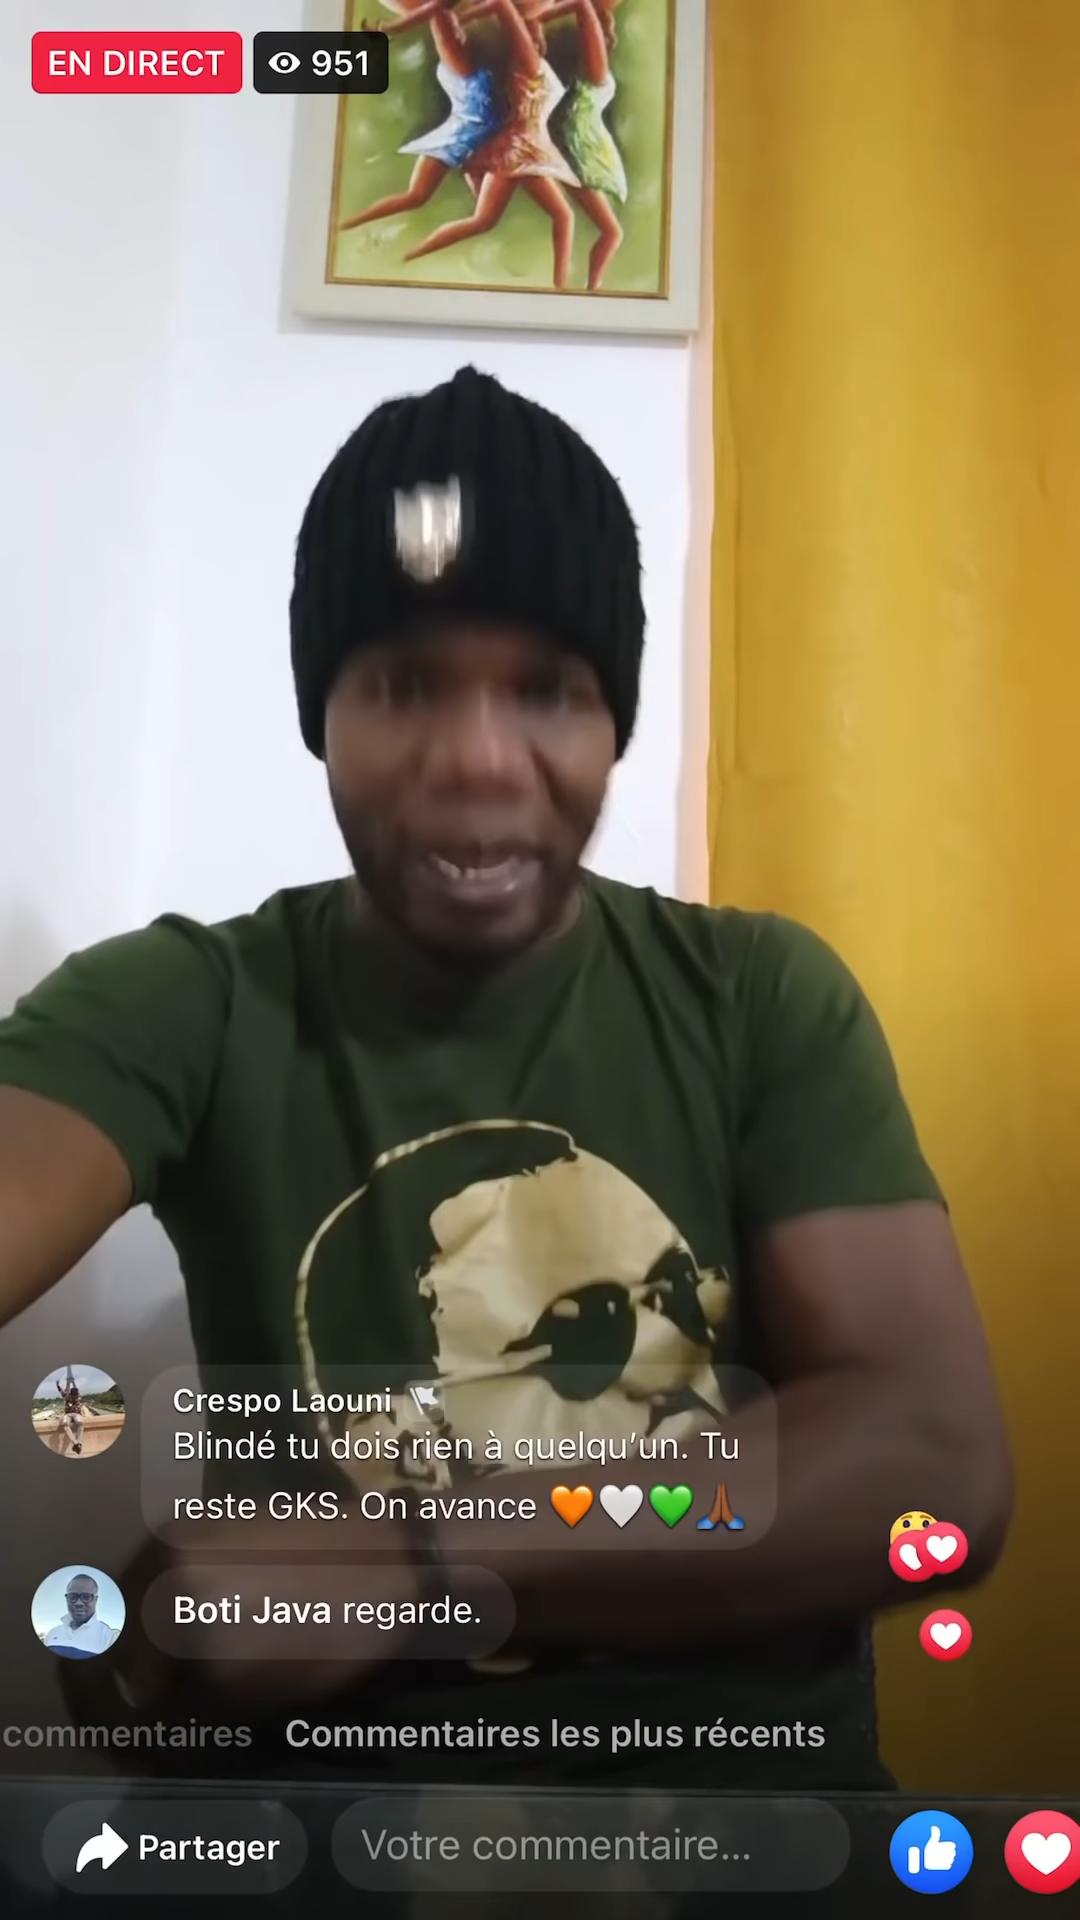 EN DIRECT 951
Crespo Laouni
Blindé tu dois rien à quelqu’un. Tu
reste GKS. On avance 🧡🤍💚🙏🏾
Boti Java regarde.
commentaires Commentaires les plus récents
Partager Votre commentaire...